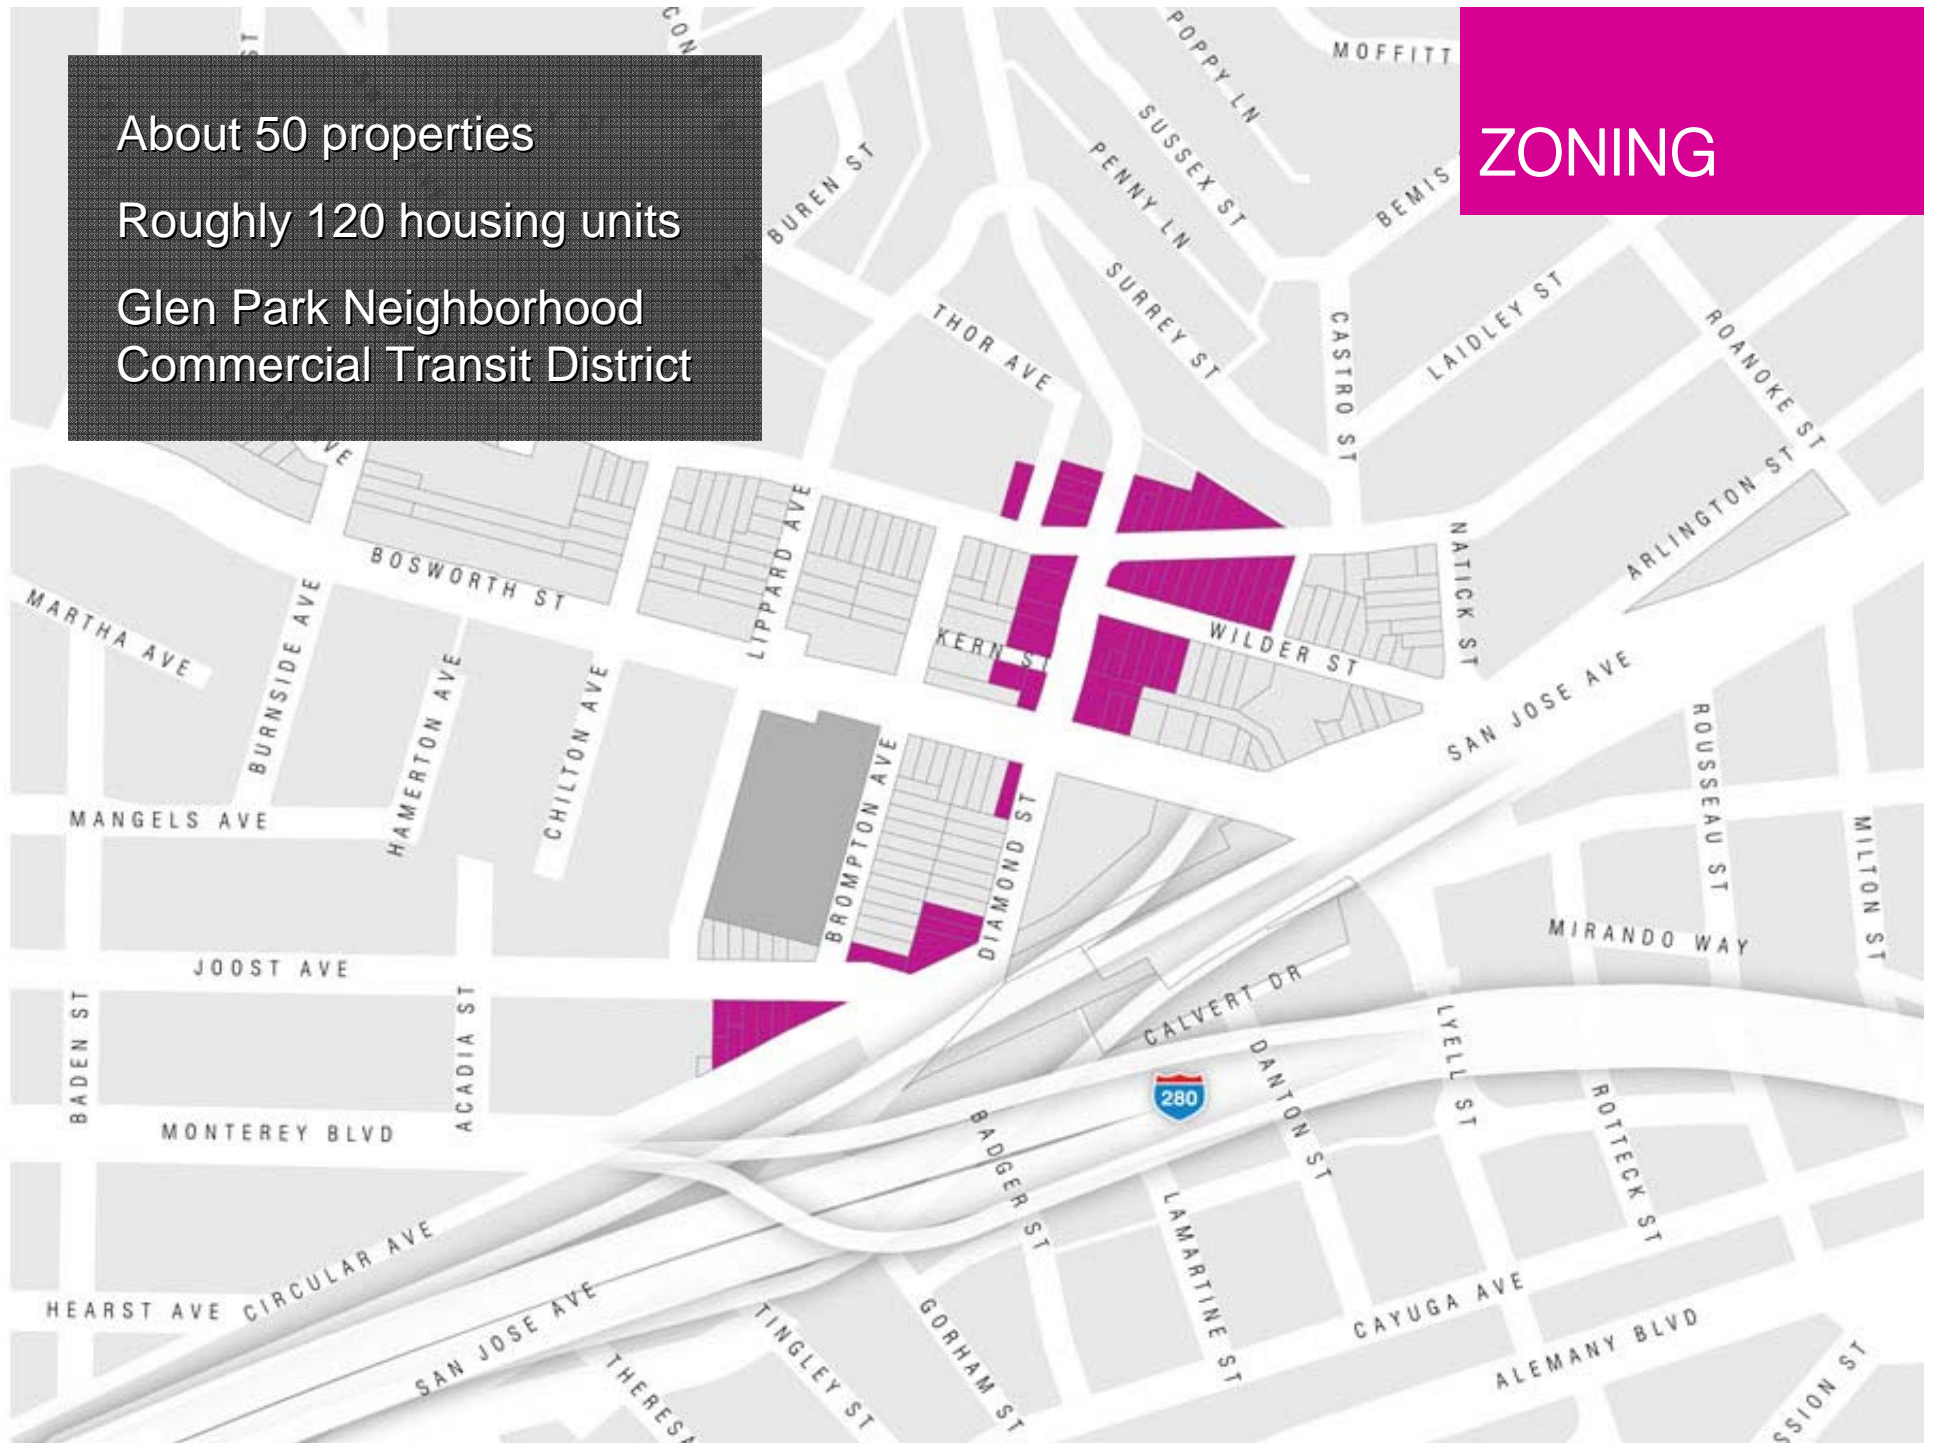 About 50 properties
Roughly 120 housing units
Glen Park Neighborhood
Commercial Transit District
ZONING
MOFFITT
POPPY LN
SUSSEX ST
PENNY LN
BEMIS
BUREN ST
SURREY ST
THOR AVE
CASTRO ST
LAIDLEY ST
ROANOKE ST
ARLINGTON ST
NATICK ST
AVE
BOSWORTH ST
LIPPARD AVE
KERN ST
WILDER ST
MARTHA AVE
BURNSIDE AVE
HAMERTON AVE
CHILTON AVE
SAN JOSE AVE
ROUSSEAU ST
MILTON ST
MANGELS AVE
BROMPTON AVE
DIAMOND ST
MIRANDO WAY
JOOST AVE
CALVERT DR
BADEN ST
ACADIA ST
LYELL ST
DANTON ST
280
ROTTECK ST
MONTEREY BLVD
BADGER ST
LAMARTINE ST
CIRCULAR AVE
HEARST AVE
SAN JOSE AVE
TINGLEY ST
GORHAM ST
CAYUGA AVE
ALEMANY BLVD
THERESA
SSION ST